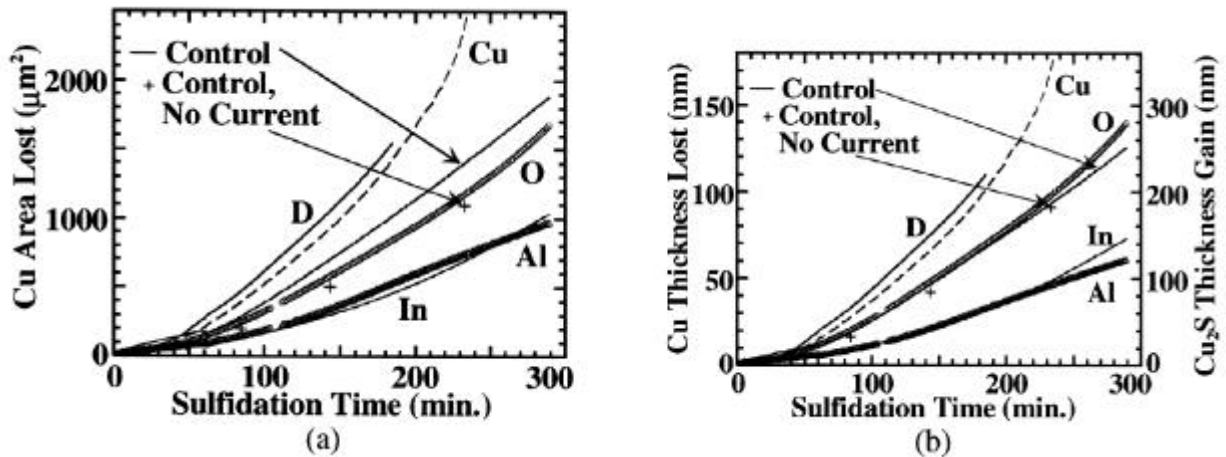 Cu Area Lost (μm²)
2000
1000
0
— Control
+ Control,
No Current
Cu
D
O
Al
In
0 100 200 300
Sulfidation Time (min.)
(a)
Cu Thickness Lost (nm)
150
100
50
0
— Control
+ Control,
No Current
Cu
D
O
In
Al
300
200
100
0
Cu₂S Thickness Gain (nm)
0 100 200 300
Sulfidation Time (min.)
(b)